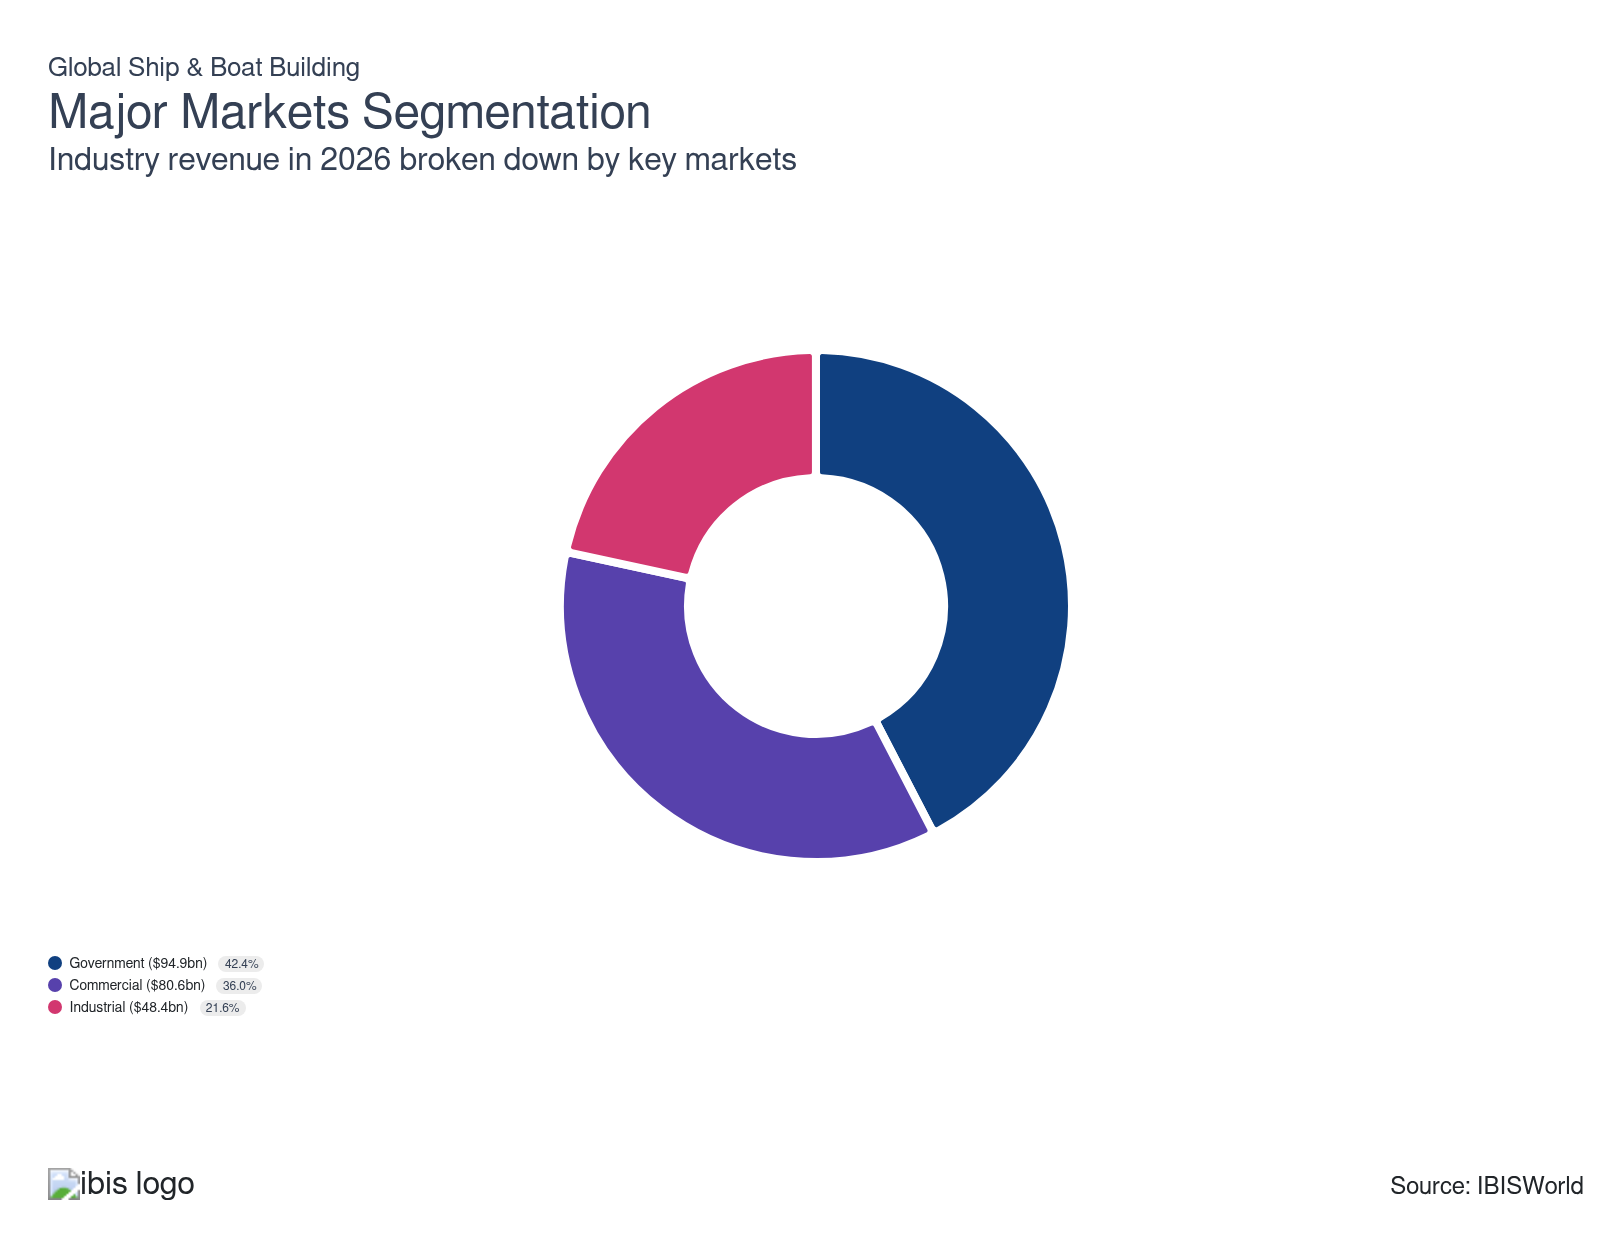 Global Ship & Boat Building
Major Markets Segmentation
Industry revenue in 2026 broken down by key markets
Government ($94.9bn) 42.4%
Commercial ($80.6bn) 36.0%
Industrial ($48.4bn) 21.6%
ibis logo
Source: IBISWorld